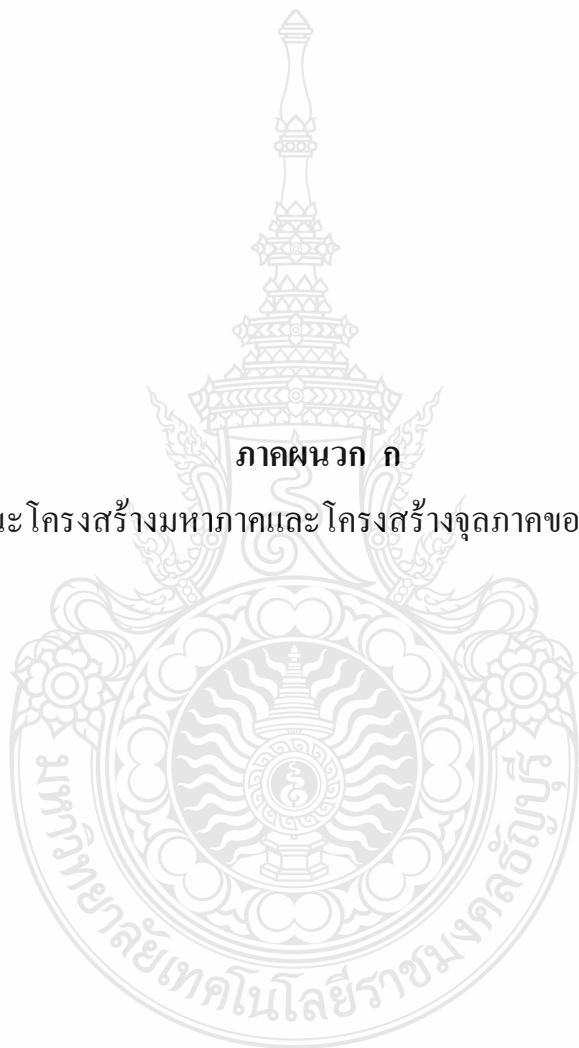 ภาคผนวก ก
ะโครงสร้างมหาภาคและโครงสร้างจุลภาคขอ
มหาวิทยาลัยเทคโนโลยีราชมงคลธัญบุรี